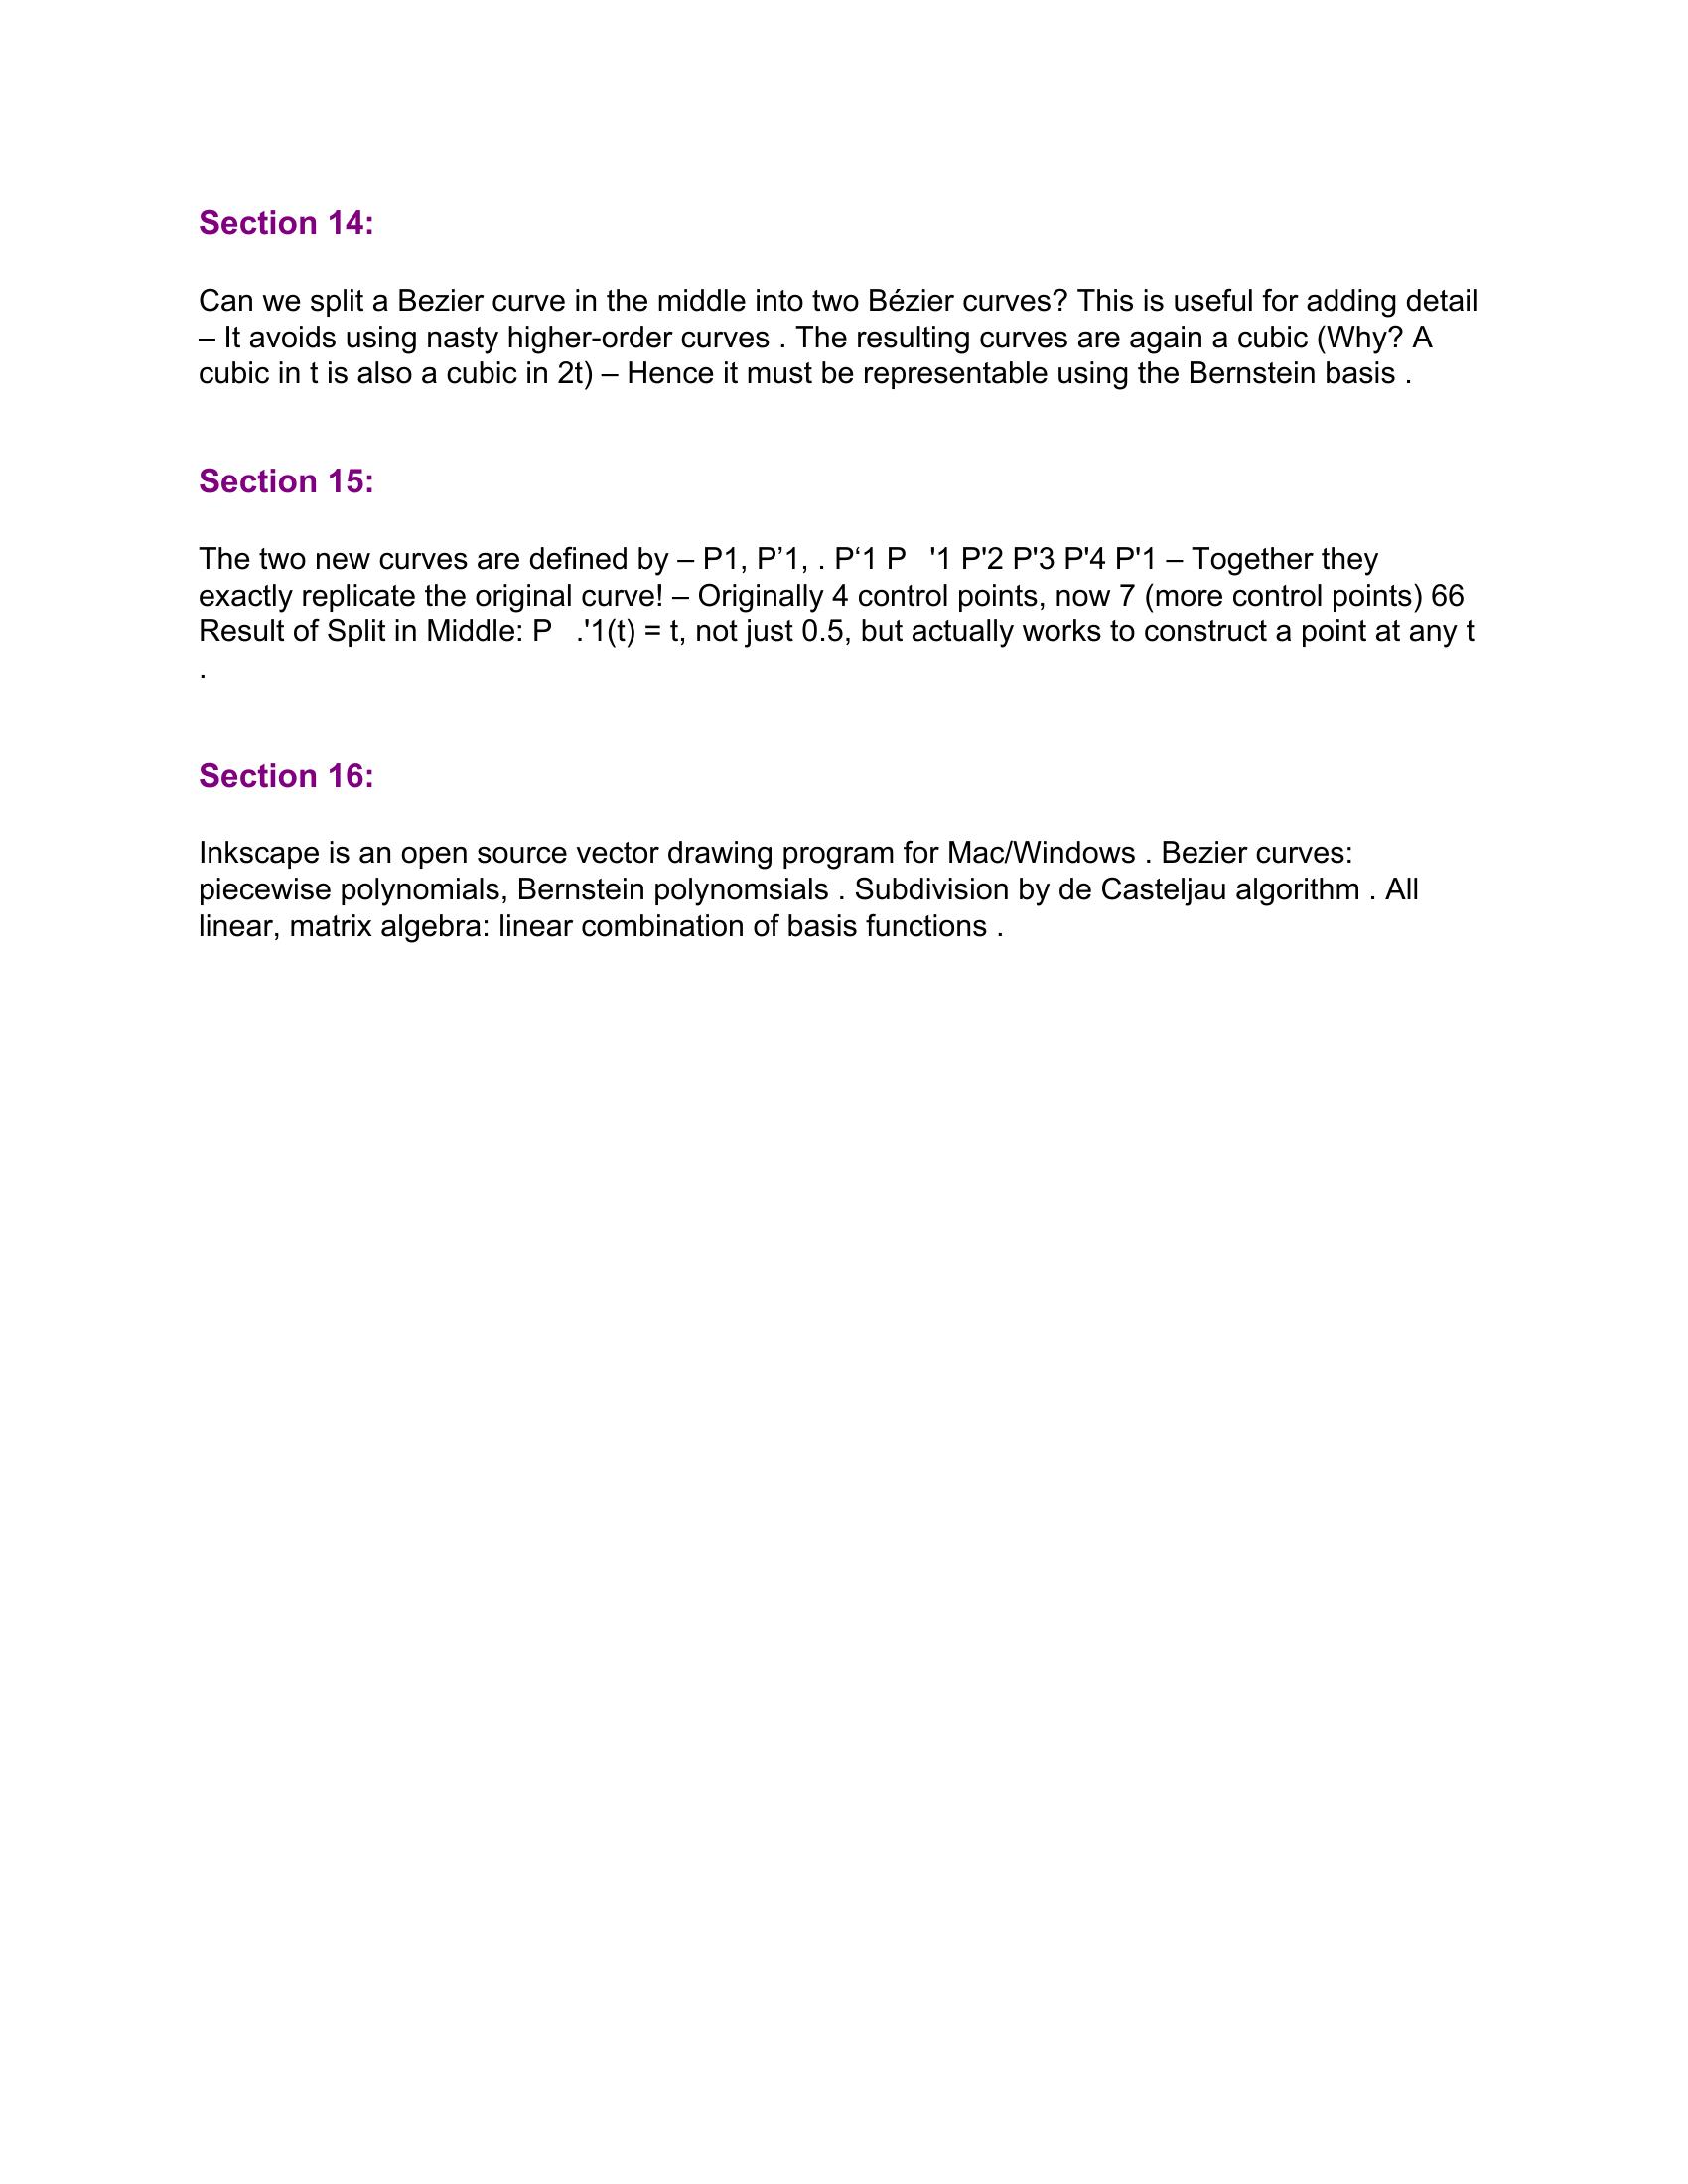 Section 14:
Can we split a Bezier curve in the middle into two Bézier curves? This is useful for adding detail
– It avoids using nasty higher-order curves . The resulting curves are again a cubic (Why? A
cubic in t is also a cubic in 2t) – Hence it must be representable using the Bernstein basis .
Section 15:
The two new curves are defined by – P1, P’1, . P‘1 P   '1 P'2 P'3 P'4 P'1 – Together they
exactly replicate the original curve! – Originally 4 control points, now 7 (more control points) 66
Result of Split in Middle: P   .'1(t) = t, not just 0.5, but actually works to construct a point at any t
.
Section 16:
Inkscape is an open source vector drawing program for Mac/Windows . Bezier curves:
piecewise polynomials, Bernstein polynomsials . Subdivision by de Casteljau algorithm . All
linear, matrix algebra: linear combination of basis functions .